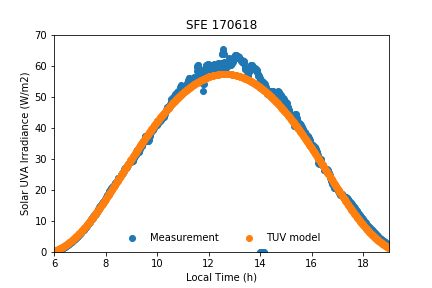 SFE 170618
Solar UVA Irradiance (W/m2)
70
60
50
40
30
20
10
0
Measurement
TUV model
6 8 10 12 14 16 18
Local Time (h)